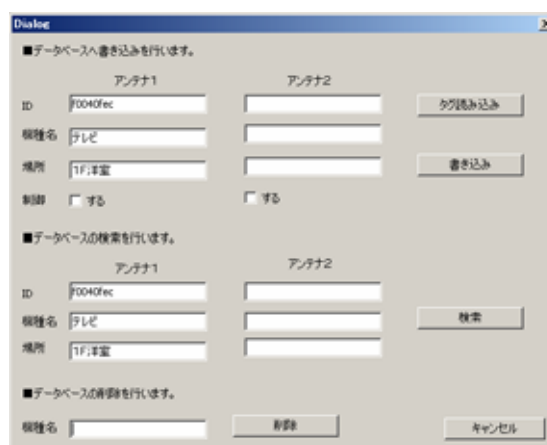 Dialog
■データベースへ書き込みを行います。
アンテナ1 アンテナ2
ID f0040fec タグ読み込み
機種名 テレビ
場所 1F洋室 書き込み
制御 する する
■データベースの検索を行います。
アンテナ1 アンテナ2
ID f0040fec
機種名 テレビ 検索
場所 1F洋室
■データベースの削除を行います。
機種名 削除 キャンセル